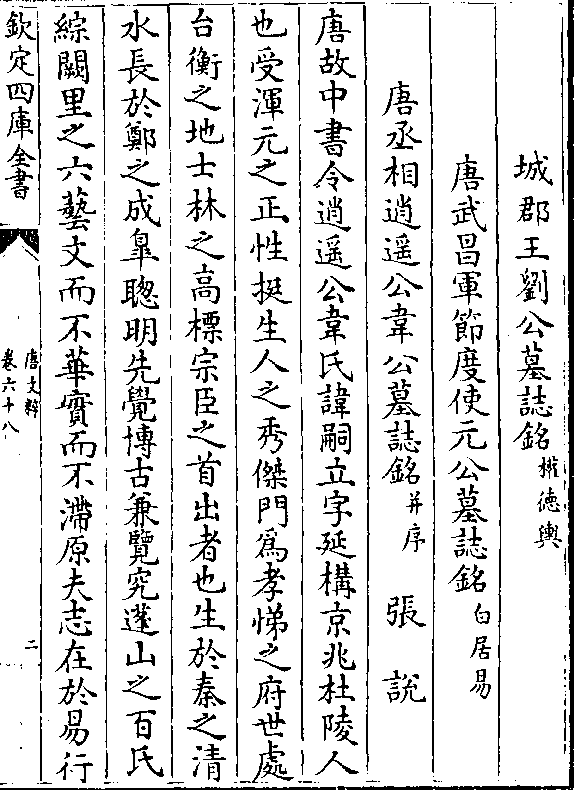 城郡王劉公墓誌銘權德輿
唐武昌軍節度使元公墓誌銘白居易
唐丞相逍遥公韋公墓誌銘并序 張說
唐故中書令逍遥公韋氏諱嗣立字延構京兆杜陵人
也受渾元之正性挺生人之秀傑門為孝悌之府世處
台衡之地士林之高標宗臣之首出者也生於秦之清
水長於鄭之成臯聰明先覺博古兼覽究蓬山之百氏
綜闕里之六藝文而不華實而不滯原夫志在於易行
欽定四庫全書
唐文粹
卷六十八
二